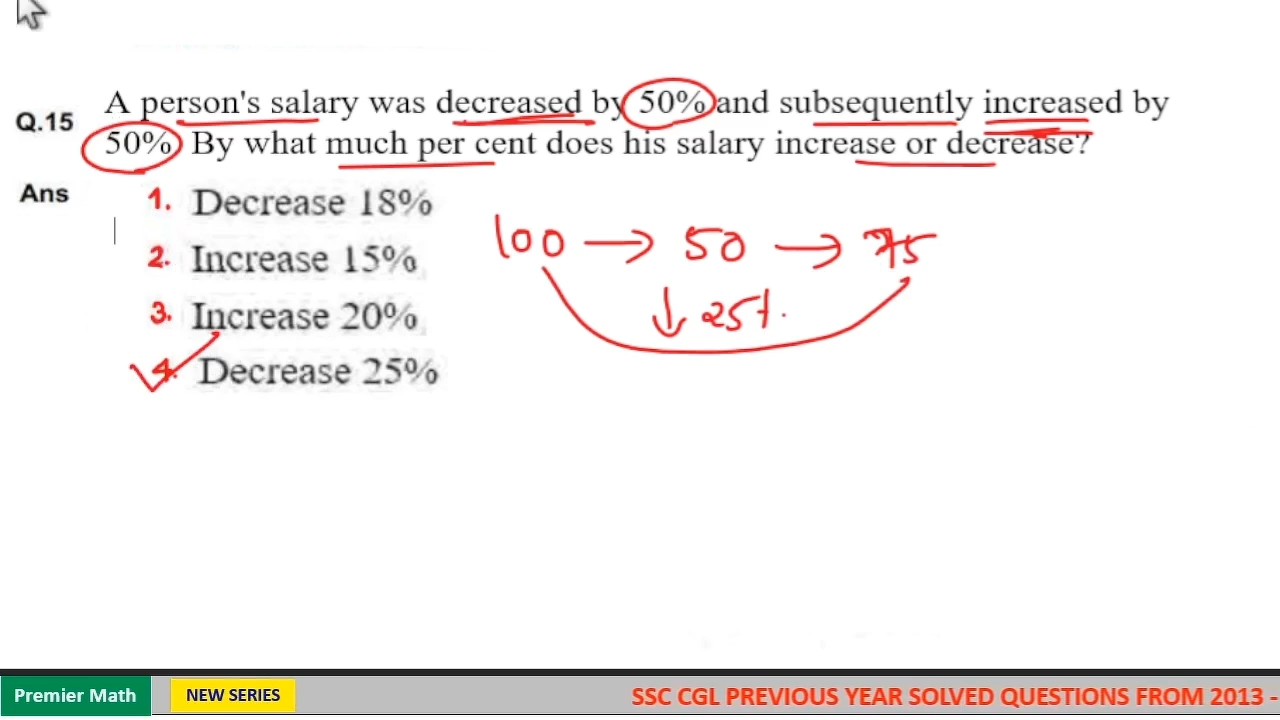 Q.15 A person's salary was decreased by 50% and subsequently increased by
50% By what much per cent does his salary increase or decrease?
Ans
1. Decrease 18%
2. Increase 15%
3. Increase 20%
4. Decrease 25%
100 → 50 → 75
↓ 25%.
Premier Math NEW SERIES SSC CGL PREVIOUS YEAR SOLVED QUESTIONS FROM 2013 -